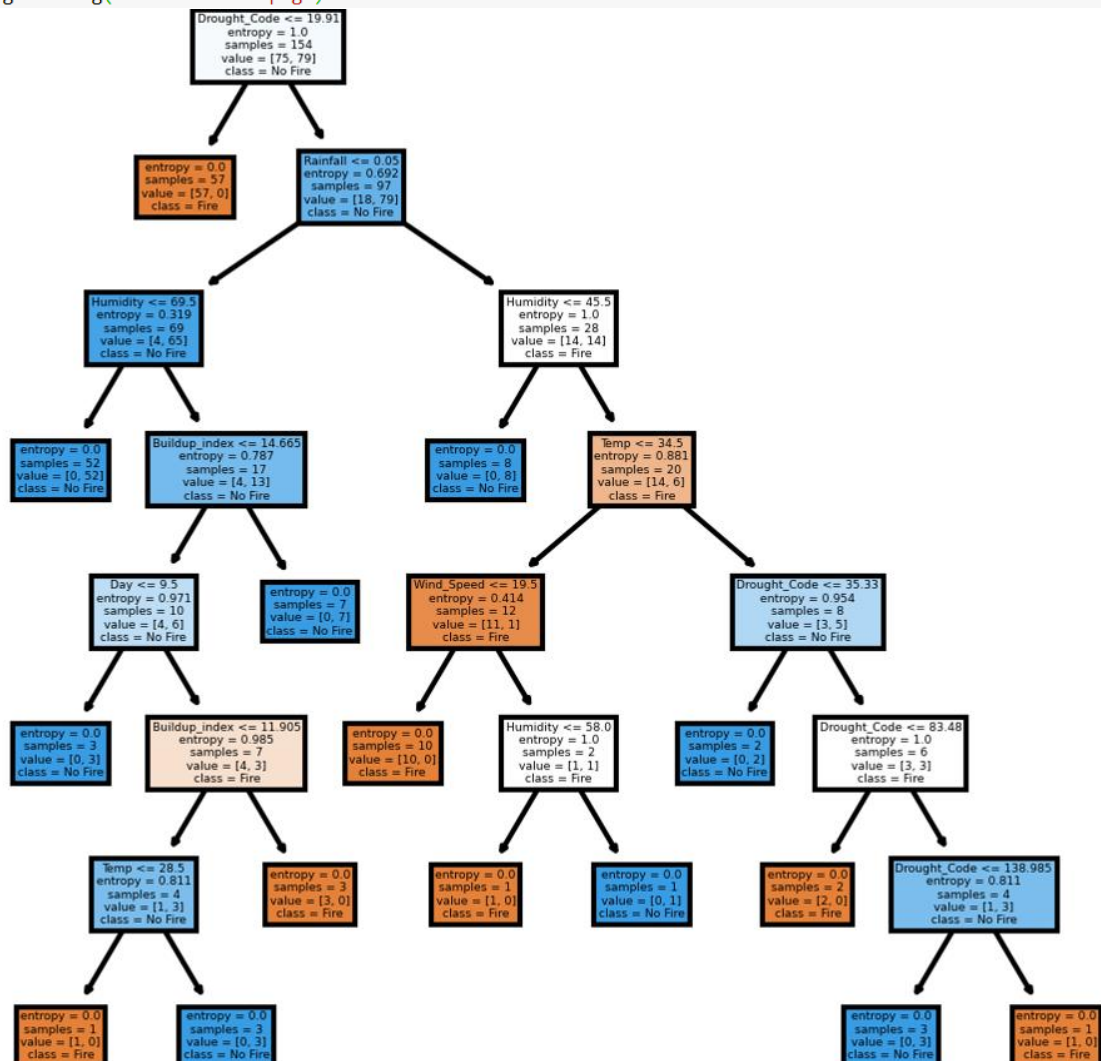 Drought_Code <= 19.91
entropy = 1.0
samples = 154
value = [75, 79]
class = No Fire
entropy = 0.0
samples = 57
value = [57, 0]
class = Fire
Rainfall <= 0.05
entropy = 0.692
samples = 97
value = [18, 79]
class = No Fire
Humidity <= 69.5
entropy = 0.319
samples = 69
value = [4, 65]
class = No Fire
Humidity <= 45.5
entropy = 1.0
samples = 28
value = [14, 14]
class = Fire
entropy = 0.0
samples = 52
value = [0, 52]
class = No Fire
Buildup_index <= 14.665
entropy = 0.787
samples = 17
value = [4, 13]
class = No Fire
entropy = 0.0
samples = 8
value = [0, 8]
class = No Fire
Temp <= 34.5
entropy = 0.881
samples = 20
value = [14, 6]
class = Fire
Day <= 9.5
entropy = 0.971
samples = 10
value = [4, 6]
class = No Fire
entropy = 0.0
samples = 7
value = [0, 7]
class = No Fire
Wind_Speed <= 19.5
entropy = 0.414
samples = 12
value = [11, 1]
class = Fire
Drought_Code <= 35.33
entropy = 0.954
samples = 8
value = [3, 5]
class = No Fire
entropy = 0.0
samples = 3
value = [0, 3]
class = No Fire
Buildup_index <= 11.905
entropy = 0.985
samples = 7
value = [4, 3]
class = Fire
entropy = 0.0
samples = 10
value = [10, 0]
class = Fire
Humidity <= 58.0
entropy = 1.0
samples = 2
value = [1, 1]
class = Fire
entropy = 0.0
samples = 2
value = [0, 2]
class = No Fire
Drought_Code <= 83.48
entropy = 1.0
samples = 6
value = [3, 3]
class = Fire
Temp <= 28.5
entropy = 0.811
samples = 4
value = [1, 3]
class = No Fire
entropy = 0.0
samples = 3
value = [3, 0]
class = Fire
entropy = 0.0
samples = 1
value = [1, 0]
class = Fire
entropy = 0.0
samples = 1
value = [0, 1]
class = No Fire
entropy = 0.0
samples = 2
value = [2, 0]
class = Fire
Drought_Code <= 138.985
entropy = 0.811
samples = 4
value = [1, 3]
class = No Fire
entropy = 0.0
samples = 1
value = [1, 0]
class = Fire
entropy = 0.0
samples = 3
value = [0, 3]
class = No Fire
entropy = 0.0
samples = 3
value = [0, 3]
class = No Fire
entropy = 0.0
samples = 1
value = [1, 0]
class = Fire